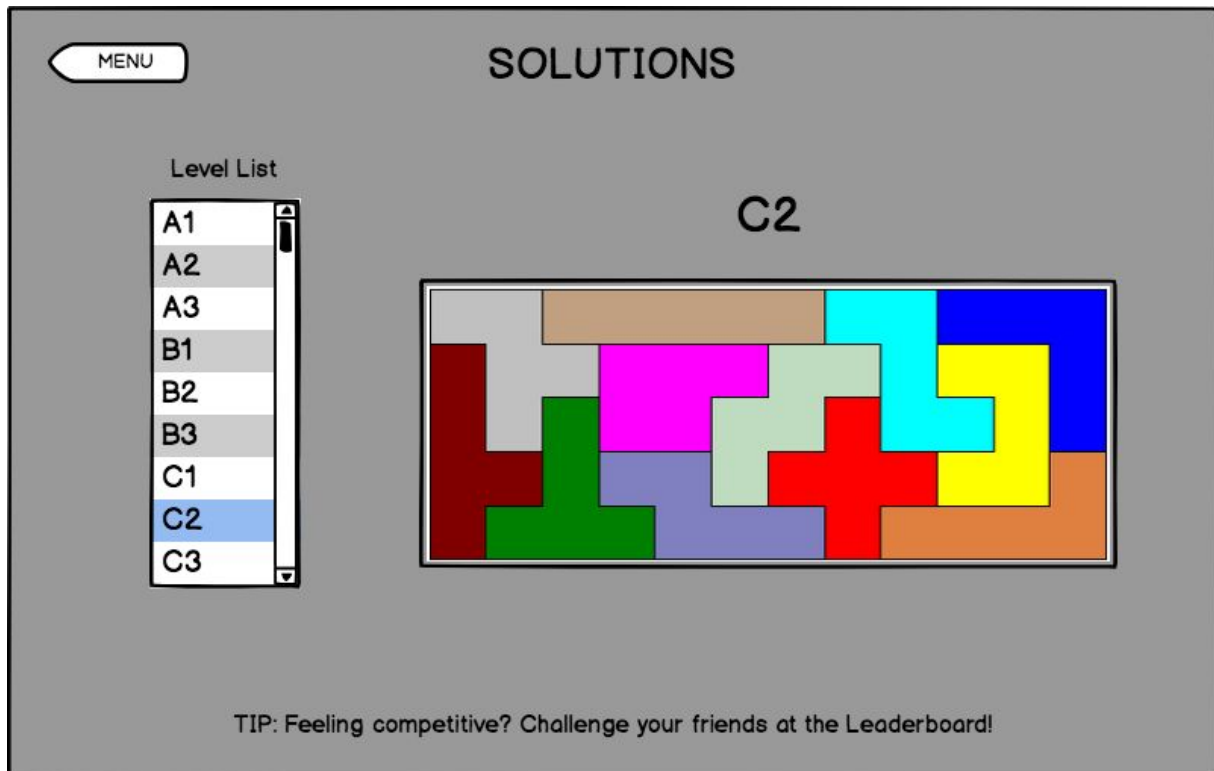 MENU
SOLUTIONS
Level List
A1
A2
A3
B1
B2
B3
C1
C2
C3
C2
TIP: Feeling competitive? Challenge your friends at the Leaderboard!